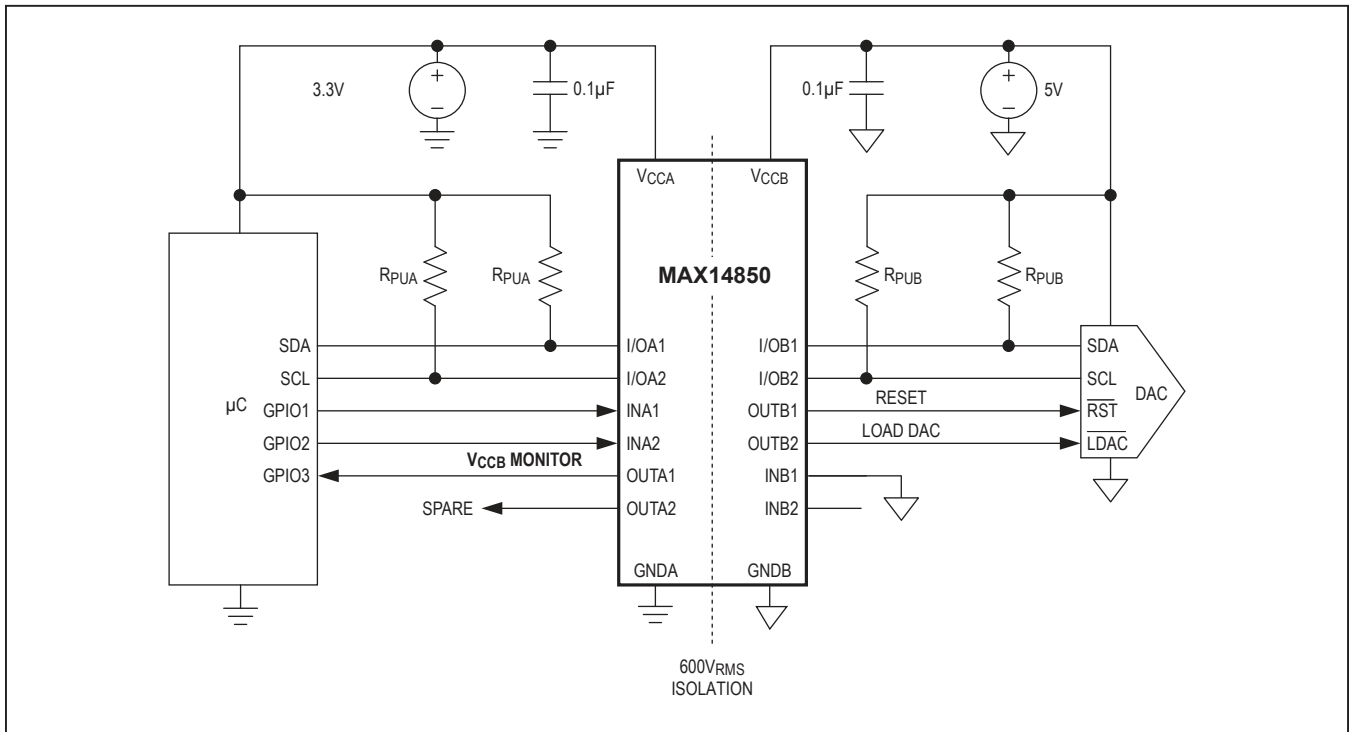 3.3V
+
−
0.1µF
0.1µF
+
−
5V
VCCA
VCCB
RPUA
RPUA
MAX14850
RPUB
RPUB
µC
SDA
SCL
GPIO1
GPIO2
GPIO3
VCCB MONITOR
SPARE
I/OA1
I/OA2
INA1
INA2
OUTA1
OUTA2
GNDA
I/OB1
I/OB2
OUTB1
OUTB2
INB1
INB2
GNDB
RESET
LOAD DAC
SDA
SCL
RST
LDAC
DAC
600VRMS
ISOLATION